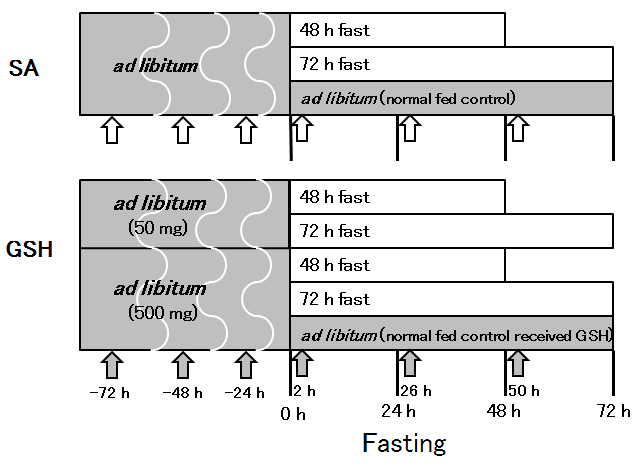 SA
ad libitum
48 h fast
72 h fast
ad libitum (normal fed control)
GSH
ad libitum
(50 mg)
48 h fast
72 h fast
ad libitum
(500 mg)
48 h fast
72 h fast
ad libitum (normal fed control received GSH)
-72 h -48 h -24 h 2 h 26 h 50 h
0 h 24 h 48 h 72 h
Fasting